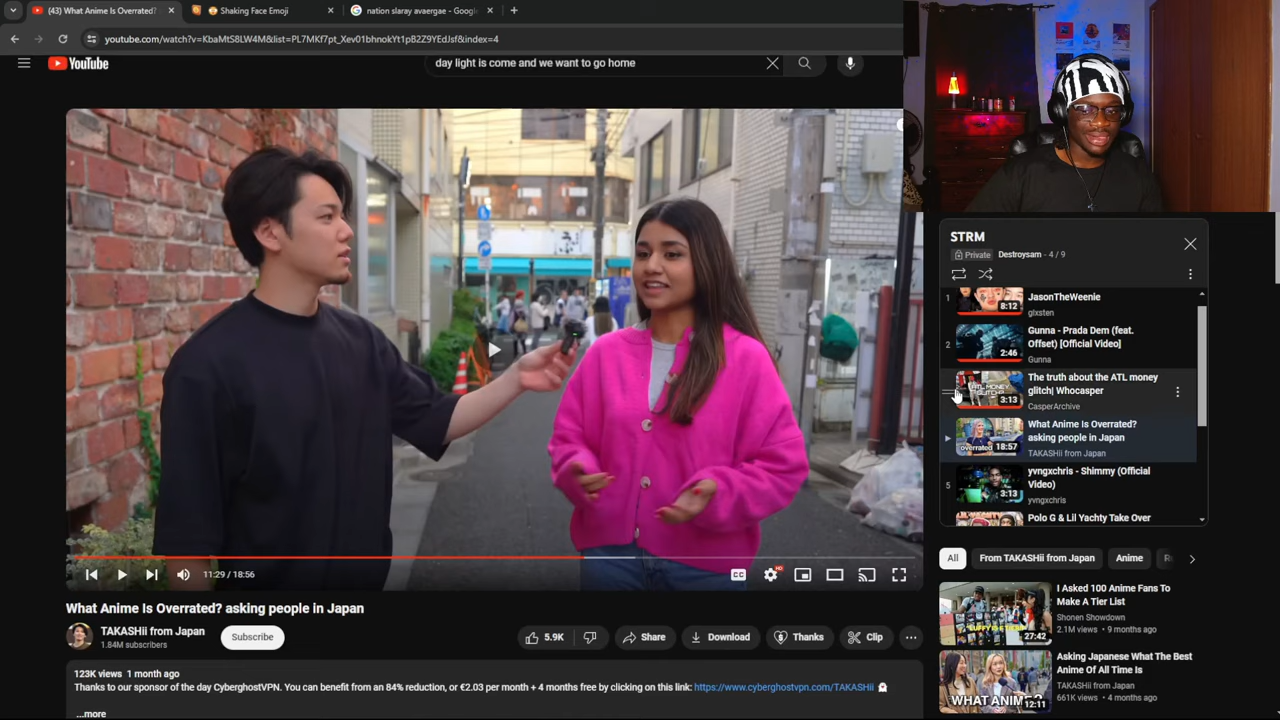 (43) What Anime Is Overrated?
Shaking Face Emoji
nation slaray avaergae - Google
youtube.com/watch?v=KbaMtS8LW4M&list=PL7MKf7pt_Xev01bhnokYt1pBZZ9YEdJsf&index=4
YouTube
day light is come and we want to go home
11:29 / 18:56
CC
HD
What Anime Is Overrated? asking people in Japan
TAKASHii from Japan
1.84M subscribers
Subscribe
5.9K
Share
Download
Thanks
Clip
123K views 1 month ago
Thanks to our sponsor of the day CyberghostVPN. You can benefit from an 84% reduction, or €2.03 per month + 4 months free by clicking on this link: https://www.cyberghostvpn.com/TAKASHii
...more
STRM
Private
Destroysam - 4 / 9
1
8:12
JasonTheWeenie
glxsten
2
2:46
Gunna - Prada Dem (feat.
Offset) [Official Video]
Gunna
ATL MONEY
3:13
The truth about the ATL money
glitch| Whocasper
CasperArchive
overrated
18:57
What Anime Is Overrated?
asking people in Japan
TAKASHii from Japan
5
3:13
yvngxchris - Shimmy (Official
Video)
yvngxchris
Polo G & Lil Yachty Take Over
All
From TAKASHii from Japan
Anime
27:42
I Asked 100 Anime Fans To
Make A Tier List
Shonen Showdown
2.1M views • 9 months ago
WHAT ANIME
12:11
Asking Japanese What The Best
Anime Of All Time Is
TAKASHii from Japan
661K views • 4 months ago